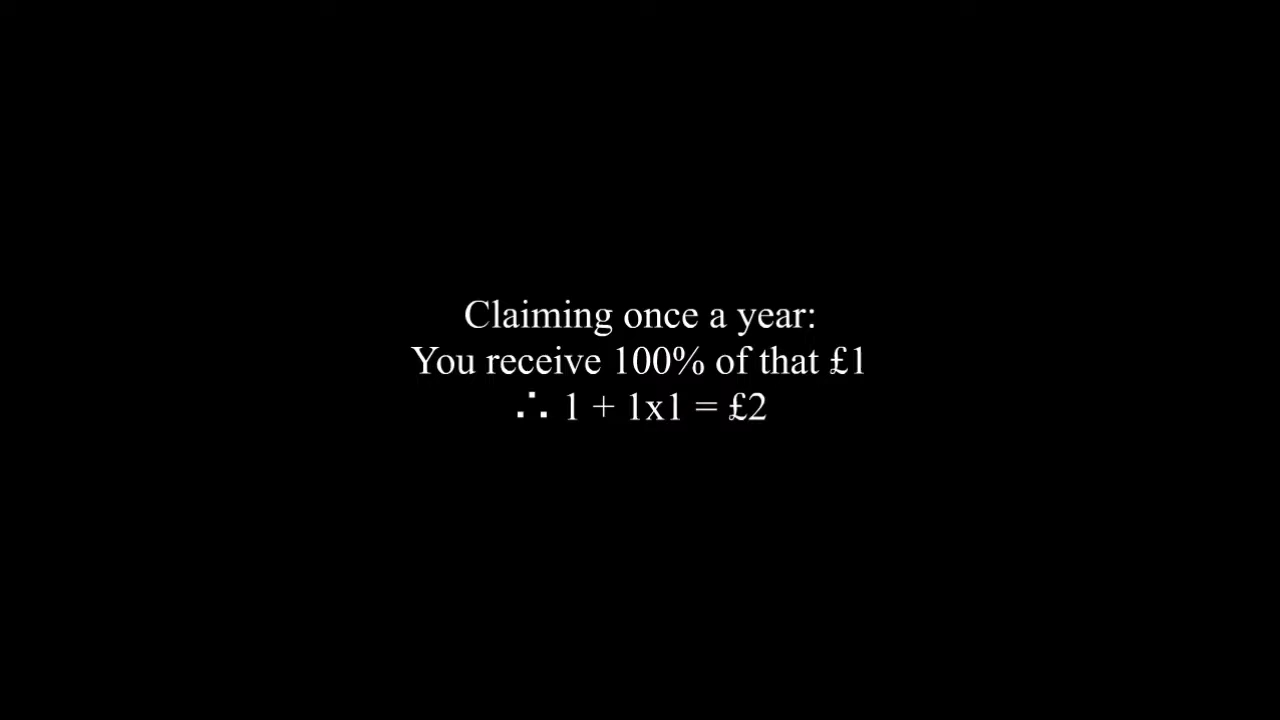 Claiming once a year:
You receive 100% of that £1
∴ 1 + 1x1 = £2